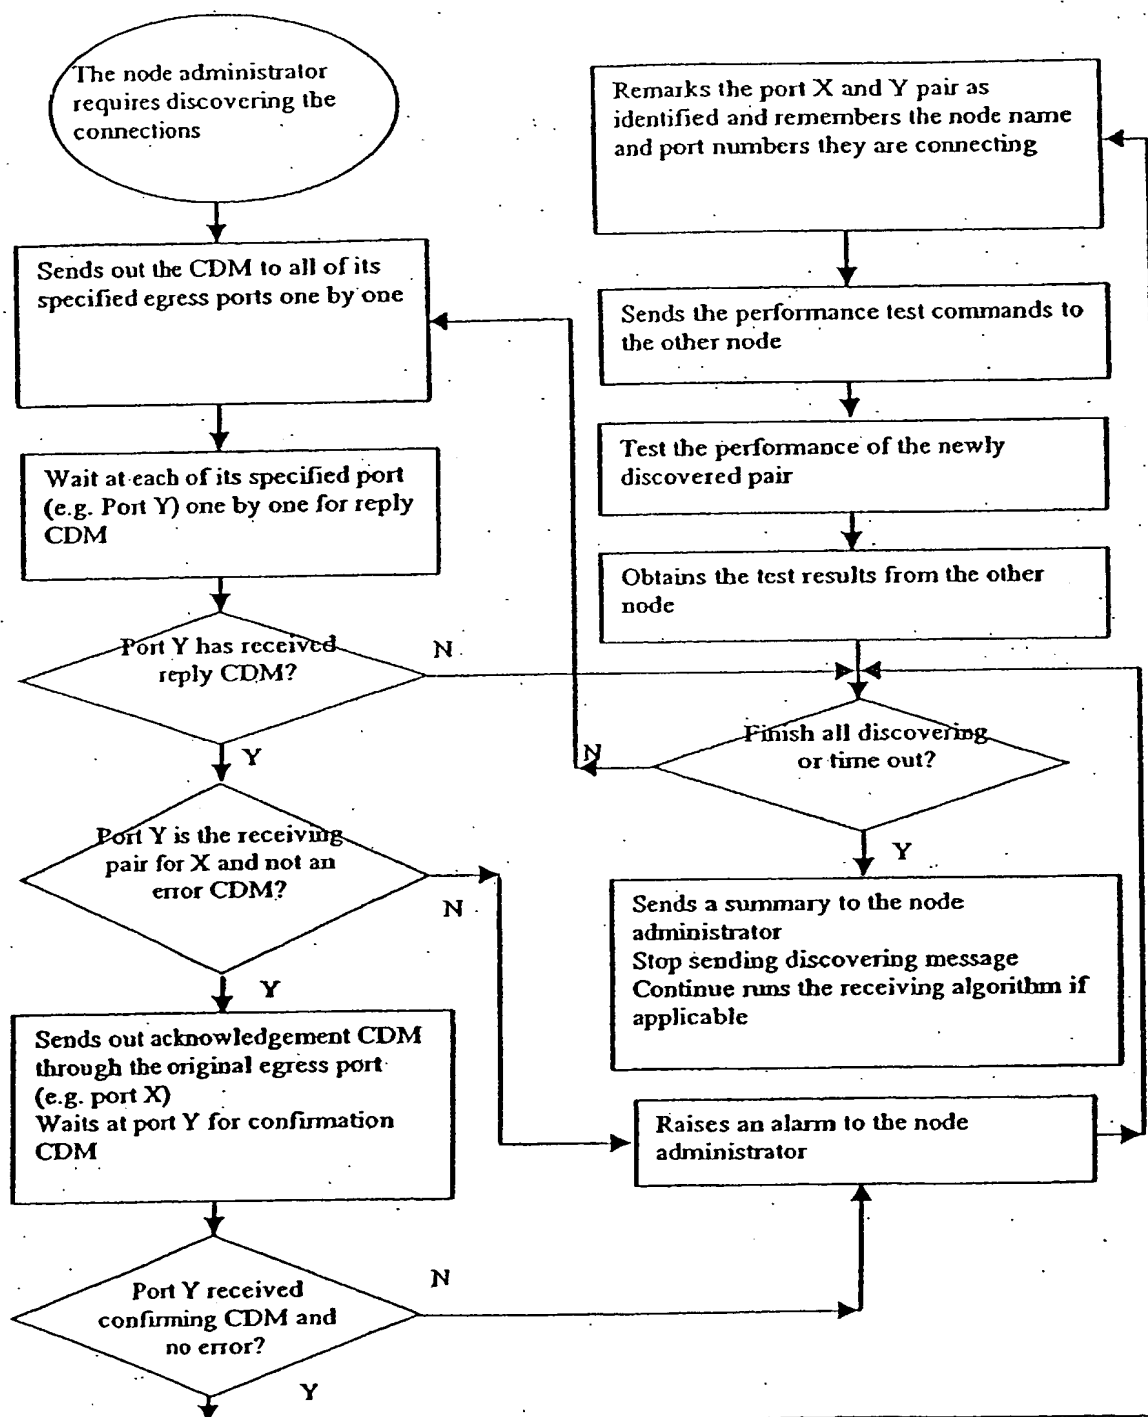 The node administrator
requires discovering the
connections
Sends out the CDM to all of its
specified egress ports one by one
Wait at each of its specified port
(e.g. Port Y) one by one for reply
CDM
Port Y has received
reply CDM?
N
Y
Port Y is the receiving
pair for X and not an
error CDM?
N
Y
Sends out acknowledgement CDM
through the original egress port
(e.g. port X)
Waits at port Y for confirmation
CDM
Port Y received
confirming CDM and
no error?
N
Y
Remarks the port X and Y pair as
identified and remembers the node name
and port numbers they are connecting
Sends the performance test commands to
the other node
Test the performance of the newly
discovered pair
Obtains the test results from the other
node
Finish all discovering
or time out?
N
Y
Sends a summary to the node
administrator
Stop sending discovering message
Continue runs the receiving algorithm if
applicable
Raises an alarm to the node
administrator